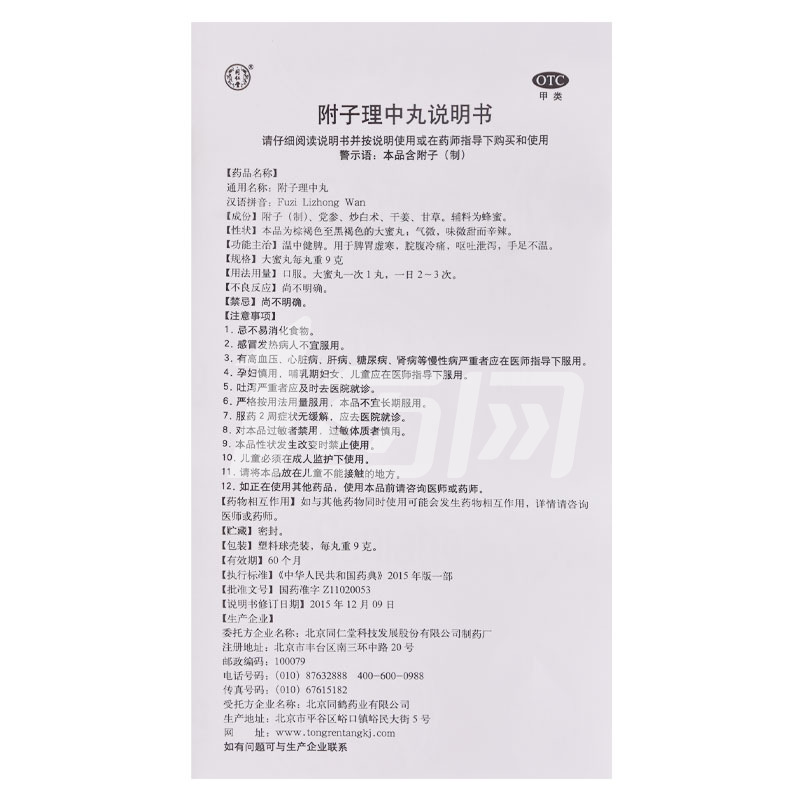 同仁堂
®
OTC
甲类
附子理中丸说明书
请仔细阅读说明书并按说明使用或在药师指导下购买和使用
警示语：本品含附子（制）
【药品名称】
通用名称：附子理中丸
汉语拼音：Fuzi Lizhong Wan
【成份】附子（制）、党参、炒白术、干姜、甘草。辅料为蜂蜜。
【性状】本品为棕褐色至黑褐色的大蜜丸；气微，味微甜而辛辣。
【功能主治】温中健脾。用于脾胃虚寒，脘腹冷痛，呕吐泄泻，手足不温。
【规格】大蜜丸每丸重 9 克
【用法用量】口服。大蜜丸一次 1 丸，一日 2～3 次。
【不良反应】尚不明确。
【禁忌】尚不明确。
【注意事项】
1．忌不易消化食物。
2．感冒发热病人不宜服用。
3．有高血压、心脏病、肝病、糖尿病、肾病等慢性病严重者应在医师指导下服用。
4．孕妇慎用，哺乳期妇女、儿童应在医师指导下服用。
5．吐泻严重者应及时去医院就诊。
6．严格按用法用量服用，本品不宜长期服用。
7．服药 2 周症状无缓解，应去医院就诊。
8．对本品过敏者禁用，过敏体质者慎用。
9．本品性状发生改变时禁止使用。
10．儿童必须在成人监护下使用。
11．请将本品放在儿童不能接触的地方。
12．如正在使用其他药品，使用本品前请咨询医师或药师。
【药物相互作用】如与其他药物同时使用可能会发生药物相互作用，详情请咨询
医师或药师。
【贮藏】密封。
【包装】塑料球壳装，每丸重 9 克。
【有效期】60 个月
【执行标准】《中华人民共和国药典》2015 年版一部
【批准文号】国药准字 Z11020053
【说明书修订日期】2015 年 12 月 09 日
【生产企业】
委托方企业名称：北京同仁堂科技发展股份有限公司制药厂
注册地址：北京市丰台区南三环中路 20 号
邮政编码：100079
电话号码：（010）87632888 400-600-0988
传真号码：（010）67615182
受托方企业名称：北京同鹤药业有限公司
生产地址：北京市平谷区峪口镇峪民大街 5 号
网 址：www.tongrentangkj.com
如有问题可与生产企业联系